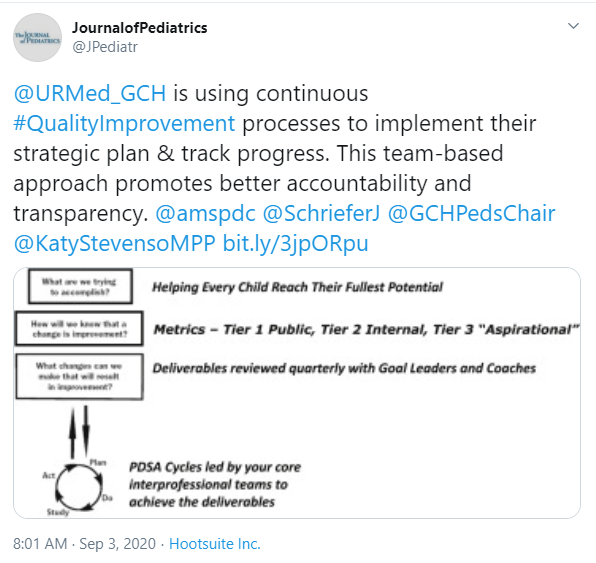 The JOURNAL
of PEDIATRICS
JournalofPediatrics
@JPediatr
@URMed_GCH is using continuous
#QualityImprovement processes to implement their
strategic plan & track progress. This team-based
approach promotes better accountability and
transparency. @amspdc @SchrieferJ @GCHPedsChair
@KatyStevensoMPP bit.ly/3jpORpu
What are we trying
to accomplish?
Helping Every Child Reach Their Fullest Potential
How will we know that a
change is improvement?
Metrics – Tier 1 Public, Tier 2 Internal, Tier 3 "Aspirational"
What changes can we
make that will result
in improvement?
Deliverables reviewed quarterly with Goal Leaders and Coaches
Plan
Act
Do
Study
PDSA Cycles led by your core
interprofessional teams to
achieve the deliverables
8:01 AM · Sep 3, 2020 · Hootsuite Inc.